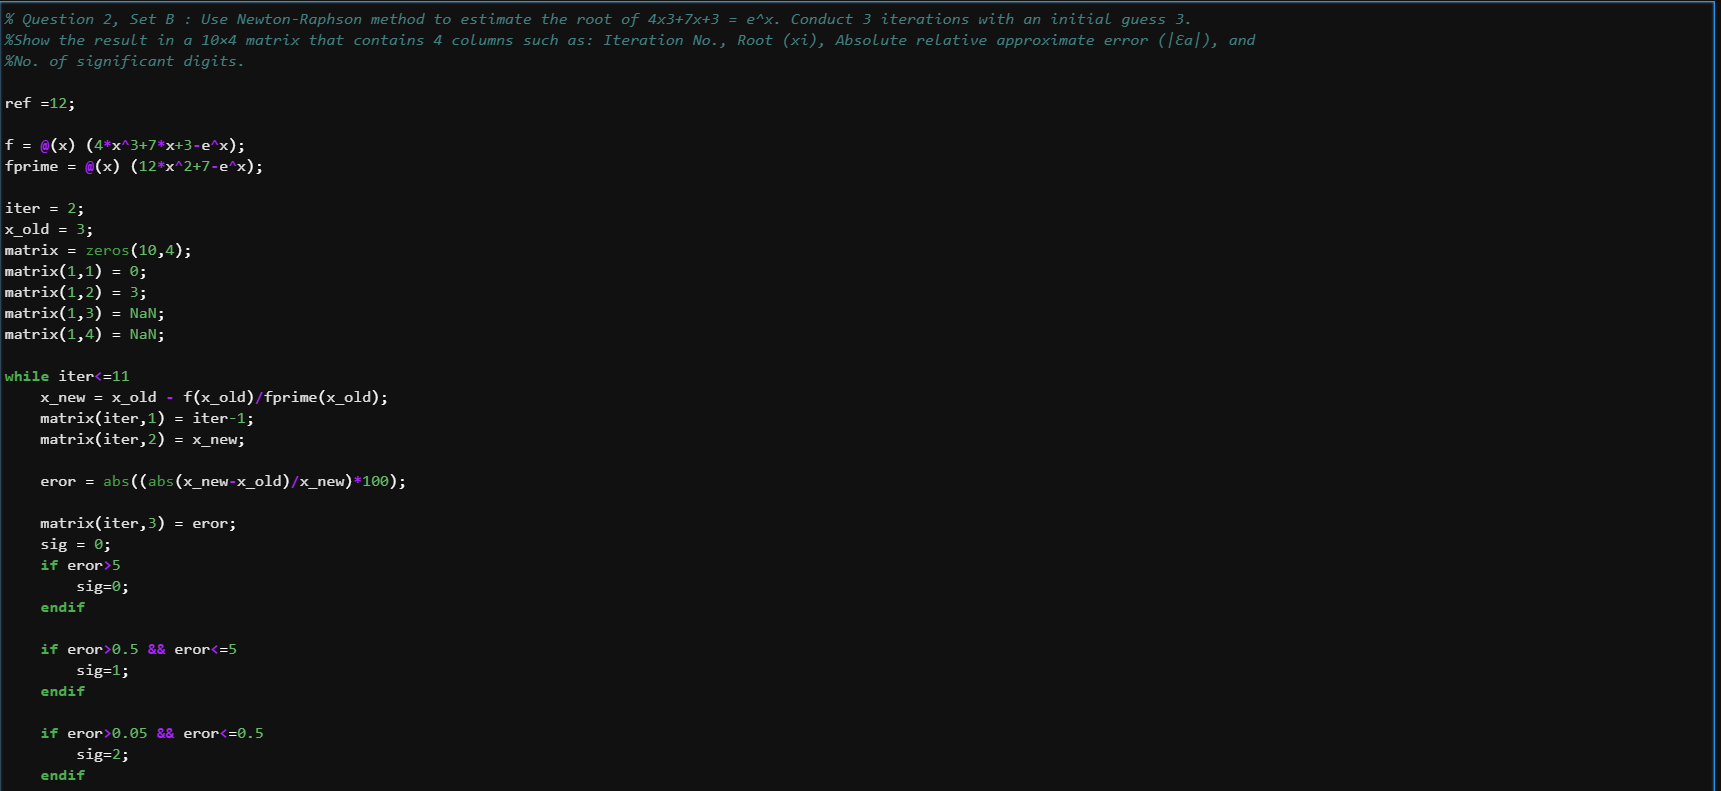 % Question 2, Set B : Use Newton-Raphson method to estimate the root of 4x3+7x+3 = e^x. Conduct 3 iterations with an initial guess 3.
%Show the result in a 10×4 matrix that contains 4 columns such as: Iteration No., Root (xi), Absolute relative approximate error (|Ɛa|), and
%No. of significant digits.
ref =12;
f = @(x) (4*x^3+7*x+3-e^x);
fprime = @(x) (12*x^2+7-e^x);
iter = 2;
x_old = 3;
matrix = zeros(10,4);
matrix(1,1) = 0;
matrix(1,2) = 3;
matrix(1,3) = NaN;
matrix(1,4) = NaN;
while iter<=11
    x_new = x_old - f(x_old)/fprime(x_old);
    matrix(iter,1) = iter-1;
    matrix(iter,2) = x_new;
    eror = abs((abs(x_new-x_old)/x_new)*100);
    matrix(iter,3) = eror;
    sig = 0;
    if eror>5
        sig=0;
    endif
    if eror>0.5 && eror<=5
        sig=1;
    endif
    if eror>0.05 && eror<=0.5
        sig=2;
    endif